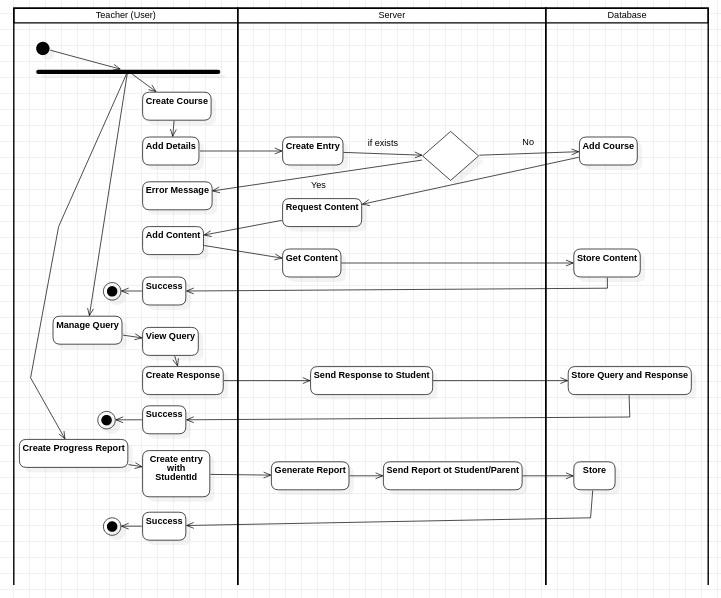 Teacher (User)
Server
Database
Create Course
Add Details
Create Entry
if exists
No
Add Course
Error Message
Yes
Request Content
Add Content
Get Content
Store Content
Success
Manage Query
View Query
Create Response
Send Response to Student
Store Query and Response
Success
Create Progress Report
Create entry
with
StudentId
Generate Report
Send Report ot Student/Parent
Store
Success